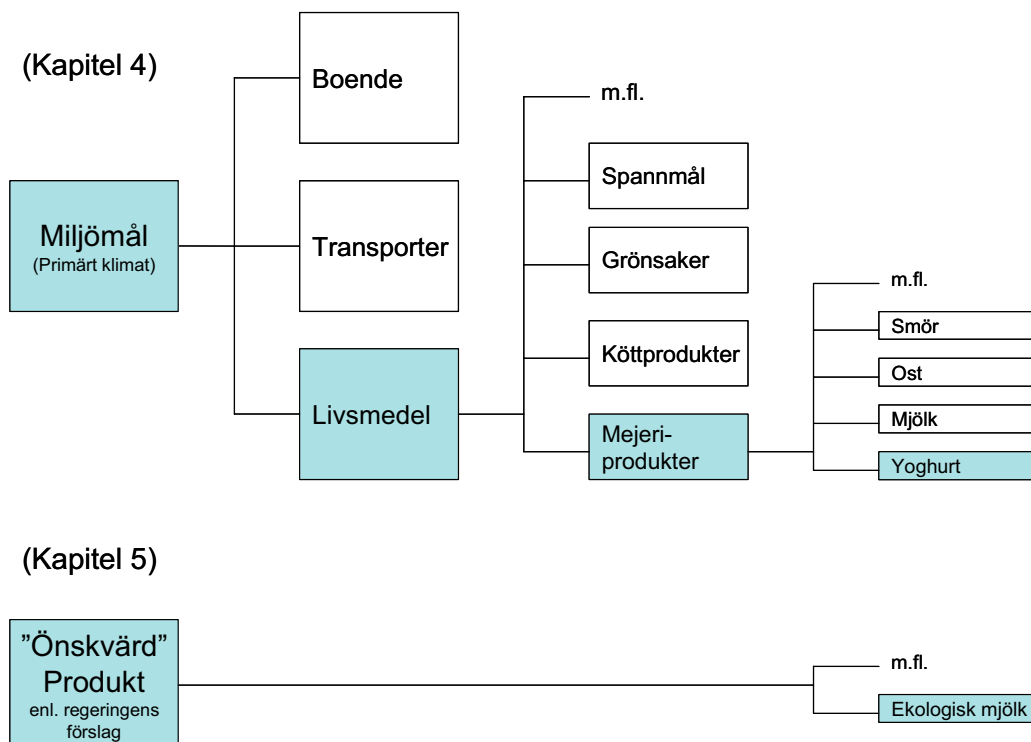 (Kapitel 4)
Miljömål
(Primärt klimat)
Boende
Transporter
Livsmedel
m.fl.
Spannmål
Grönsaker
Köttprodukter
Mejeri-
produkter
m.fl.
Smör
Ost
Mjölk
Yoghurt
(Kapitel 5)
”Önskvärd”
Produkt
enl. regeringens
förslag
m.fl.
Ekologisk mjölk